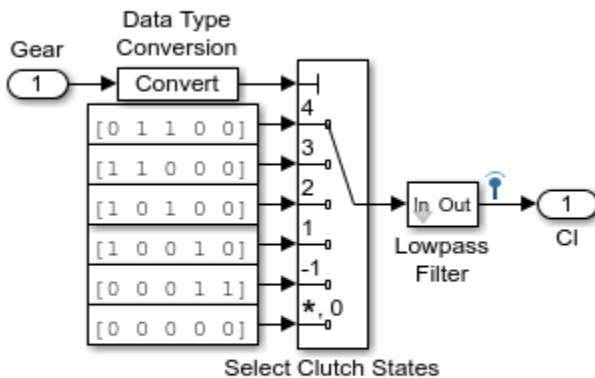 Data Type
Conversion
Gear
1
Convert
[0 1 1 0 0]
4
[1 1 0 0 0]
3
[1 0 1 0 0]
2
[1 0 0 1 0]
1
[0 0 0 1 1]
-1
[0 0 0 0 0]
*, 0
In Out
1
Lowpass
Filter
CI
Select Clutch States